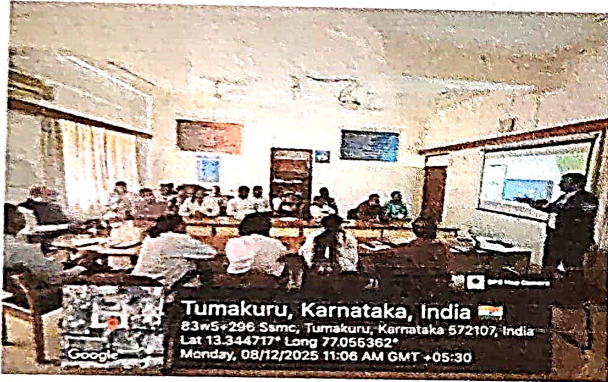 GPS Map Camera
Tumakuru, Karnataka, India
83w5+296 Ssmc, Tumakuru, Karnataka 572107, India
Lat 13.344717° Long 77.056362°
Monday, 08/12/2025 11:06 AM GMT +05:30
Google